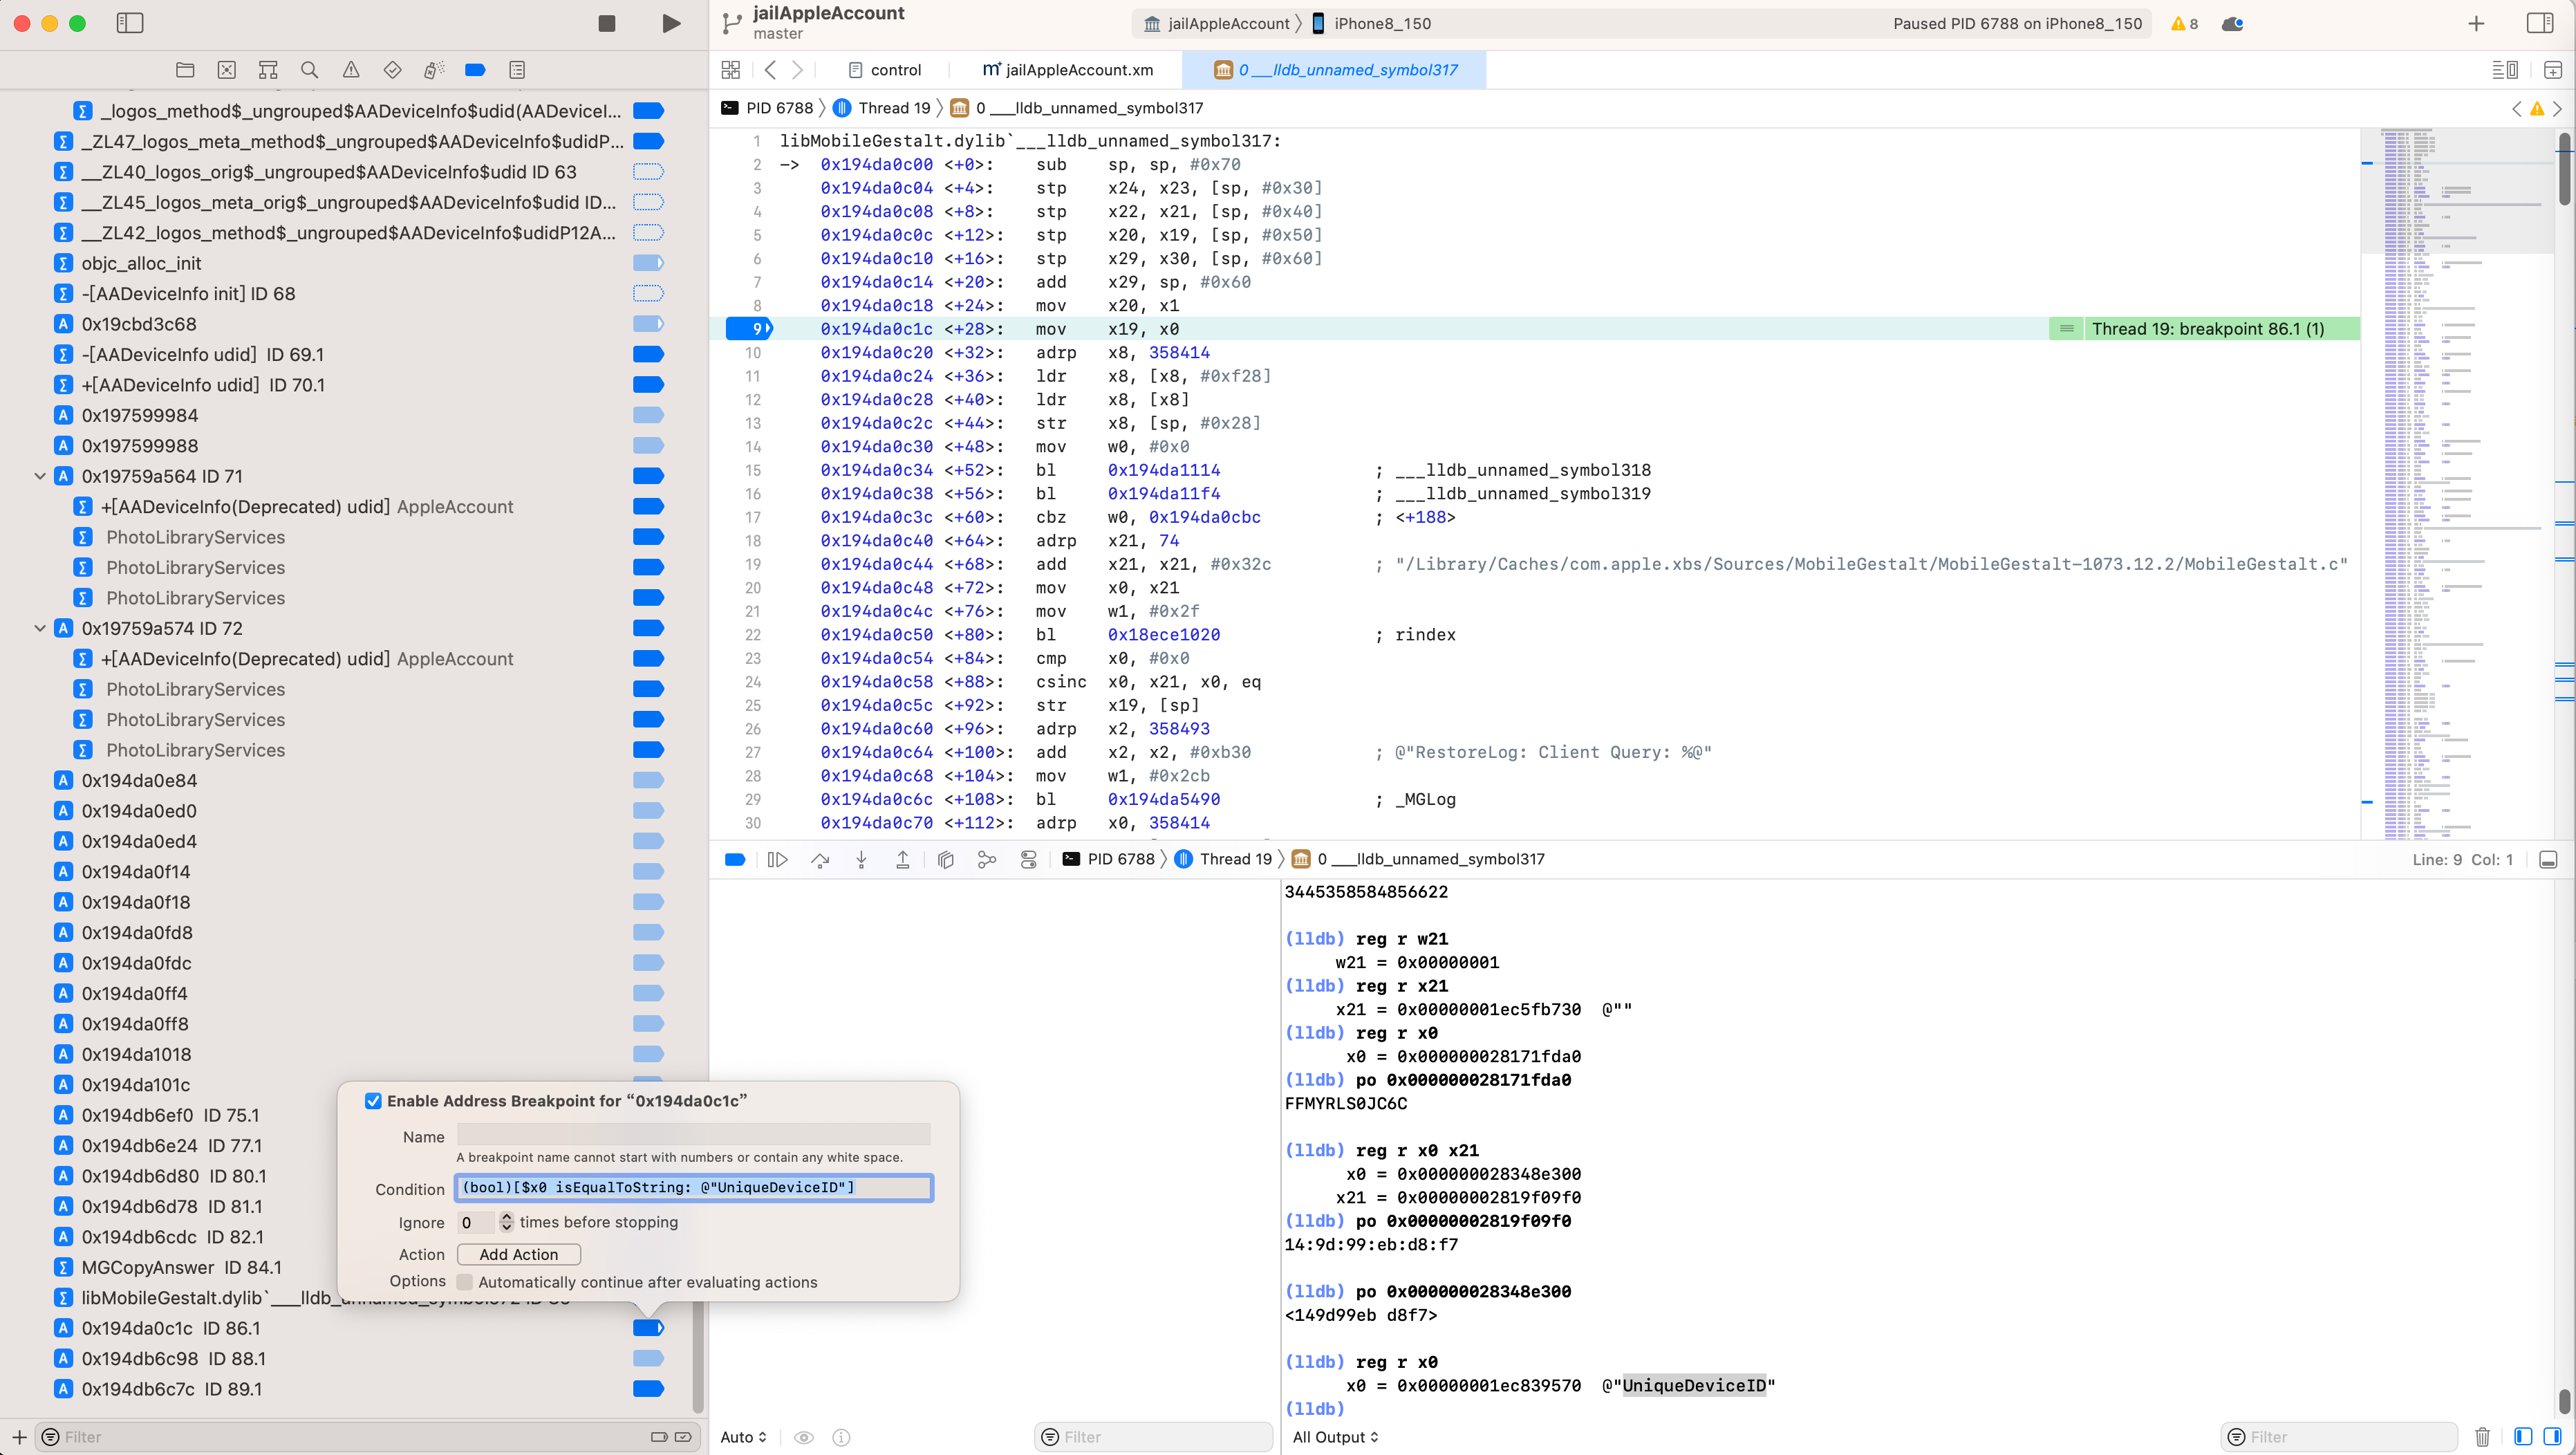 jailAppleAccount
master
jailAppleAccount
iPhone8_150
Paused PID 6788 on iPhone8_150
8
control
jailAppleAccount.xm
0 ___lldb_unnamed_symbol317
PID 6788
Thread 19
0 ___lldb_unnamed_symbol317
_logos_method$_ungrouped$AADeviceInfo$udid(AADeviceI...
_ZL47_logos_meta_method$_ungrouped$AADeviceInfo$udidP...
__ZL40_logos_orig$_ungrouped$AADeviceInfo$udid ID 63
__ZL45_logos_meta_orig$_ungrouped$AADeviceInfo$udid ID...
__ZL42_logos_method$_ungrouped$AADeviceInfo$udidP12A...
objc_alloc_init
-[AADeviceInfo init] ID 68
0x19cbd3c68
-[AADeviceInfo udid]  ID 69.1
+[AADeviceInfo udid]  ID 70.1
0x197599984
0x197599988
0x19759a564 ID 71
+[AADeviceInfo(Deprecated) udid] AppleAccount
PhotoLibraryServices
PhotoLibraryServices
PhotoLibraryServices
0x19759a574 ID 72
+[AADeviceInfo(Deprecated) udid] AppleAccount
PhotoLibraryServices
PhotoLibraryServices
PhotoLibraryServices
0x194da0e84
0x194da0ed0
0x194da0ed4
0x194da0f14
0x194da0f18
0x194da0fd8
0x194da0fdc
0x194da0ff4
0x194da0ff8
0x194da1018
0x194da101c
0x194db6ef0  ID 75.1
0x194db6e24  ID 77.1
0x194db6d80  ID 80.1
0x194db6d78  ID 81.1
0x194db6cdc  ID 82.1
MGCopyAnswer  ID 84.1
libMobileGestalt.dylib`___lldb_
0x194da0c1c  ID 86.1
0x194db6c98  ID 88.1
0x194db6c7c  ID 89.1
Filter
1 libMobileGestalt.dylib`___lldb_unnamed_symbol317:
2 -> 0x194da0c00 <+0>: sub sp, sp, #0x70
3 0x194da0c04 <+4>: stp x24, x23, [sp, #0x30]
4 0x194da0c08 <+8>: stp x22, x21, [sp, #0x40]
5 0x194da0c0c <+12>: stp x20, x19, [sp, #0x50]
6 0x194da0c10 <+16>: stp x29, x30, [sp, #0x60]
7 0x194da0c14 <+20>: add x29, sp, #0x60
8 0x194da0c18 <+24>: mov x20, x1
9 0x194da0c1c <+28>: mov x19, x0 Thread 19: breakpoint 86.1 (1)
10 0x194da0c20 <+32>: adrp x8, 358414
11 0x194da0c24 <+36>: ldr x8, [x8, #0xf28]
12 0x194da0c28 <+40>: ldr x8, [x8]
13 0x194da0c2c <+44>: str x8, [sp, #0x28]
14 0x194da0c30 <+48>: mov w0, #0x0
15 0x194da0c34 <+52>: bl 0x194da1114 ; ___lldb_unnamed_symbol318
16 0x194da0c38 <+56>: bl 0x194da11f4 ; ___lldb_unnamed_symbol319
17 0x194da0c3c <+60>: cbz w0, 0x194da0cbc ; <+188>
18 0x194da0c40 <+64>: adrp x21, 74
19 0x194da0c44 <+68>: add x21, x21, #0x32c ; "/Library/Caches/com.apple.xbs/Sources/MobileGestalt/MobileGestalt-1073.12.2/MobileGestalt.c"
20 0x194da0c48 <+72>: mov x0, x21
21 0x194da0c4c <+76>: mov w1, #0x2f
22 0x194da0c50 <+80>: bl 0x18ece1020 ; rindex
23 0x194da0c54 <+84>: cmp x0, #0x0
24 0x194da0c58 <+88>: csinc x0, x21, x0, eq
25 0x194da0c5c <+92>: str x19, [sp]
26 0x194da0c60 <+96>: adrp x2, 358493
27 0x194da0c64 <+100>: add x2, x2, #0xb30 ; @"RestoreLog: Client Query: %@"
28 0x194da0c68 <+104>: mov w1, #0x2cb
29 0x194da0c6c <+108>: bl 0x194da5490 ; _MGLog
30 0x194da0c70 <+112>: adrp x0, 358414
PID 6788
Thread 19
0 ___lldb_unnamed_symbol317
Line: 9  Col: 1
Enable Address Breakpoint for “0x194da0c1c”
Name
A breakpoint name cannot start with numbers or contain any white space.
Condition (bool)[$x0 isEqualToString: @"UniqueDeviceID"]
Ignore 0 times before stopping
Action Add Action
Options Automatically continue after evaluating actions
3445358584856622
(lldb) reg r w21
w21 = 0x00000001
(lldb) reg r x21
x21 = 0x00000001ec5fb730  @""
(lldb) reg r x0
x0 = 0x000000028171fda0
(lldb) po 0x000000028171fda0
FFMYRLS0JC6C
(lldb) reg r x0 x21
x0 = 0x000000028348e300
x21 = 0x00000002819f09f0
(lldb) po 0x00000002819f09f0
14:9d:99:eb:d8:f7
(lldb) po 0x000000028348e300
<149d99eb d8f7>
(lldb) reg r x0
x0 = 0x00000001ec839570  @"UniqueDeviceID"
(lldb)
Auto
Filter
All Output
Filter